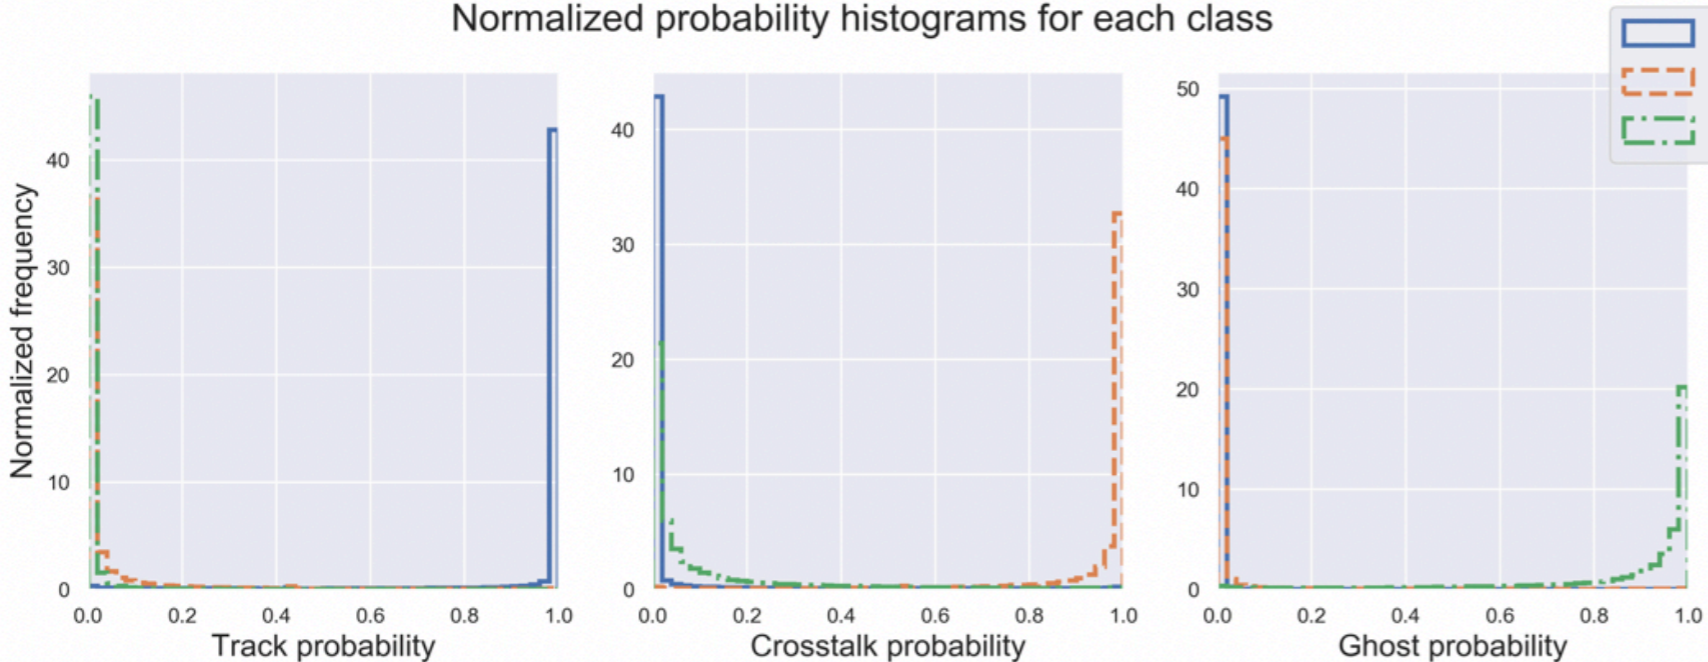 Normalized probability histograms for each class
Normalized frequency
40
30
20
10
0
0.0 0.2 0.4 0.6 0.8 1.0
Track probability
40
30
20
10
0
0.0 0.2 0.4 0.6 0.8 1.0
Crosstalk probability
50
40
30
20
10
0
0.0 0.2 0.4 0.6 0.8 1.0
Ghost probability